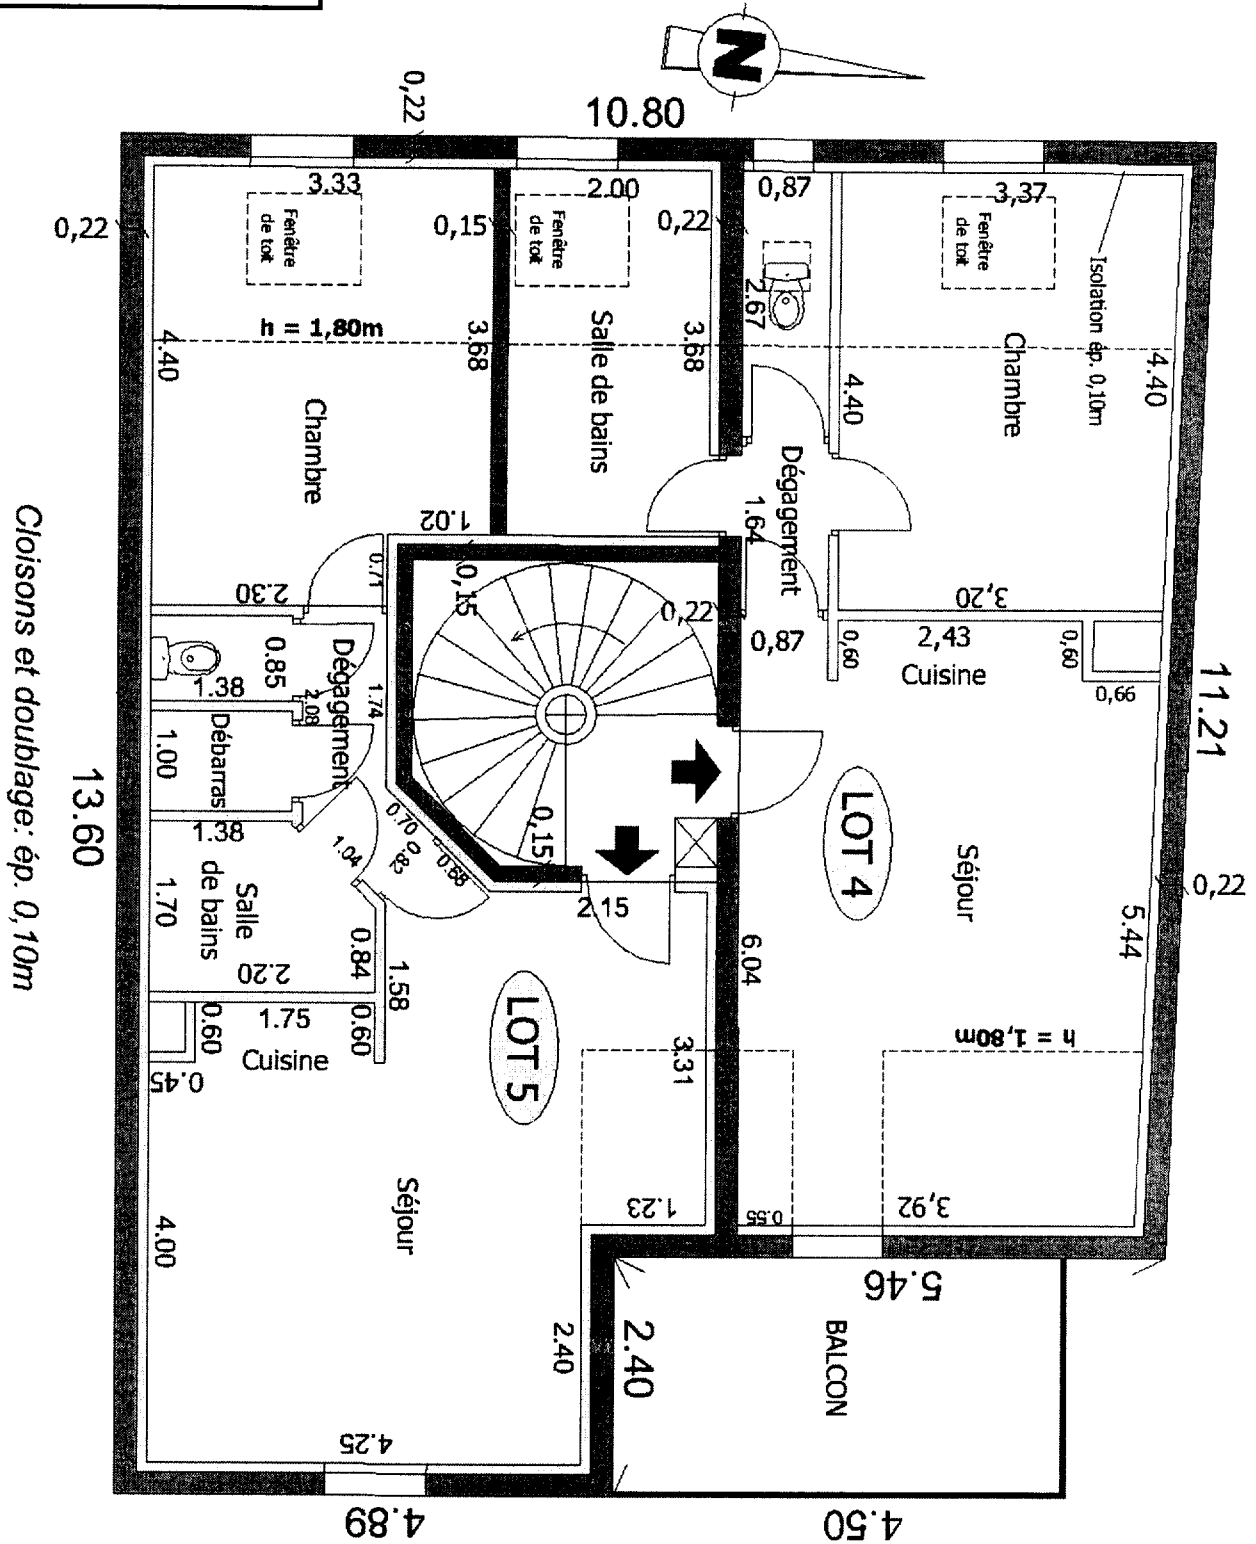 N
10.80
0,22
3.33
2.00
0,87
3,37
0,22
0,15
0,22
Fenêtre
de toit
Fenêtre
de toit
Fenêtre
de toit
Isolation ép. 0,10m
h = 1,80m
4.40
3.68
Salle de bains
3.68
2.67
4.40
Chambre
4.40
Chambre
Dégagement
1.64
1.02
0.71
0,15
2.30
0,22
0,87
3,20
0,60
2,43
0,60
Cuisine
0,66
11.21
0.85
Dégagement
1.38
2.08
1.74
Débarras
1.00
1.38
13.60
Cloisons et doublage: ép. 0,10m
0.70
0.68
1.04
0,15
LOT 4
Séjour
0,22
2.15
1.70
Salle
de bains
2.20
0.84
1.58
6.04
5.44
0.60
1.75
0.60
Cuisine
0.45
LOT 5
3.31
h = 1,80m
Séjour
4.00
1.23
0.55
3,92
5.46
2.40
2.40
BALCON
4.25
4.89
4.50